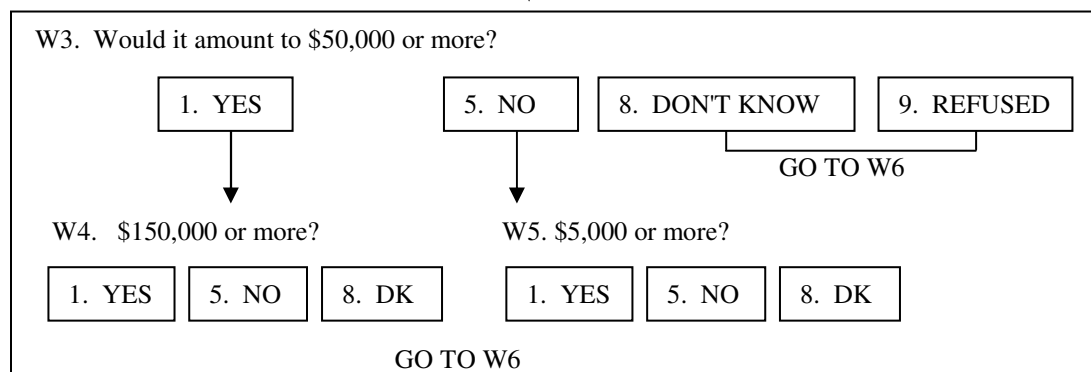 W3. Would it amount to $50,000 or more?
1. YES 5. NO 8. DON'T KNOW 9. REFUSED
GO TO W6
W4. $150,000 or more? W5. $5,000 or more?
1. YES 5. NO 8. DK 1. YES 5. NO 8. DK
GO TO W6